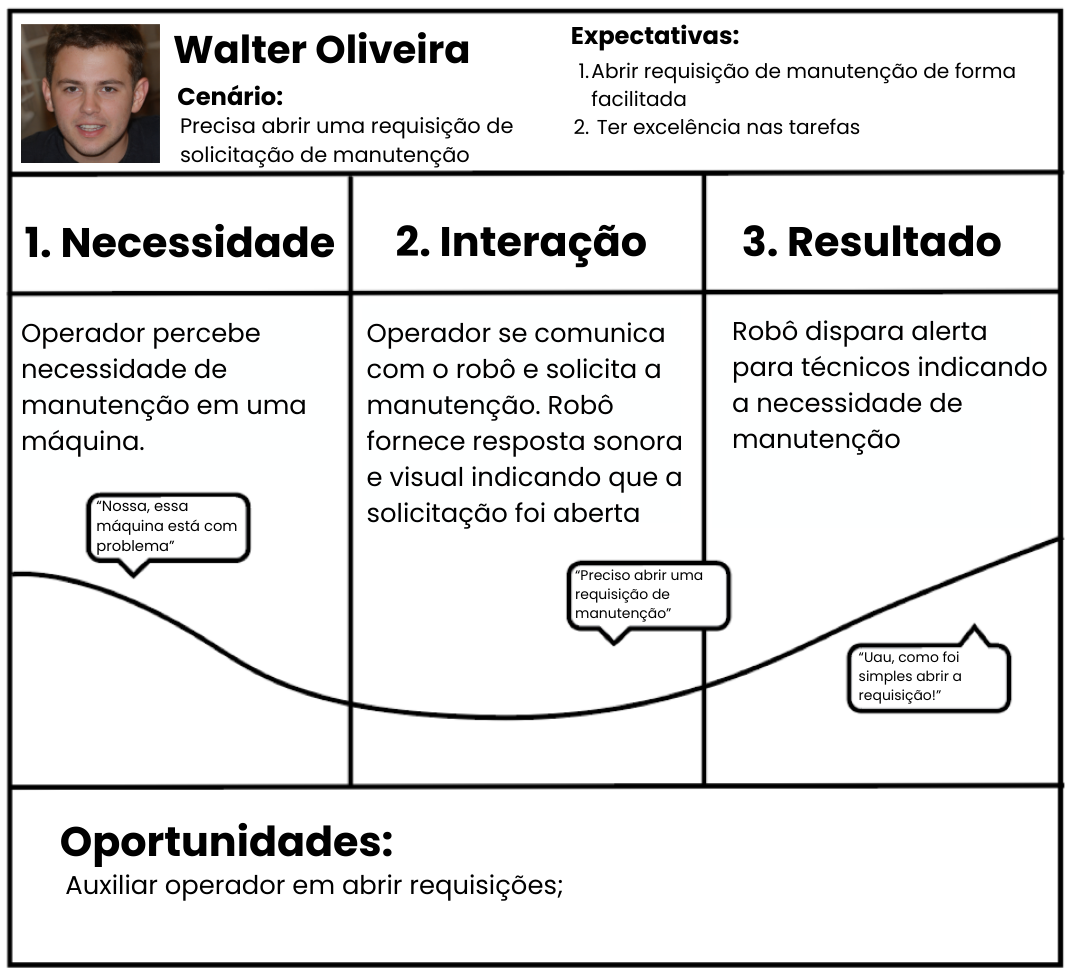 Walter Oliveira
Cenário:
Precisa abrir uma requisição de
solicitação de manutenção
Expectativas:
1. Abrir requisição de manutenção de forma
facilitada
2. Ter excelência nas tarefas
1. Necessidade
2. Interação
3. Resultado
Operador percebe
necessidade de
manutenção em uma
máquina.
“Nossa, essa
máquina está com
problema”
Operador se comunica
com o robô e solicita a
manutenção. Robô
fornece resposta sonora
e visual indicando que a
solicitação foi aberta
“Preciso abrir uma
requisição de
manutenção”
Robô dispara alerta
para técnicos indicando
a necessidade de
manutenção
“Uau, como foi
simples abrir a
requisição!”
Oportunidades:
Auxiliar operador em abrir requisições;